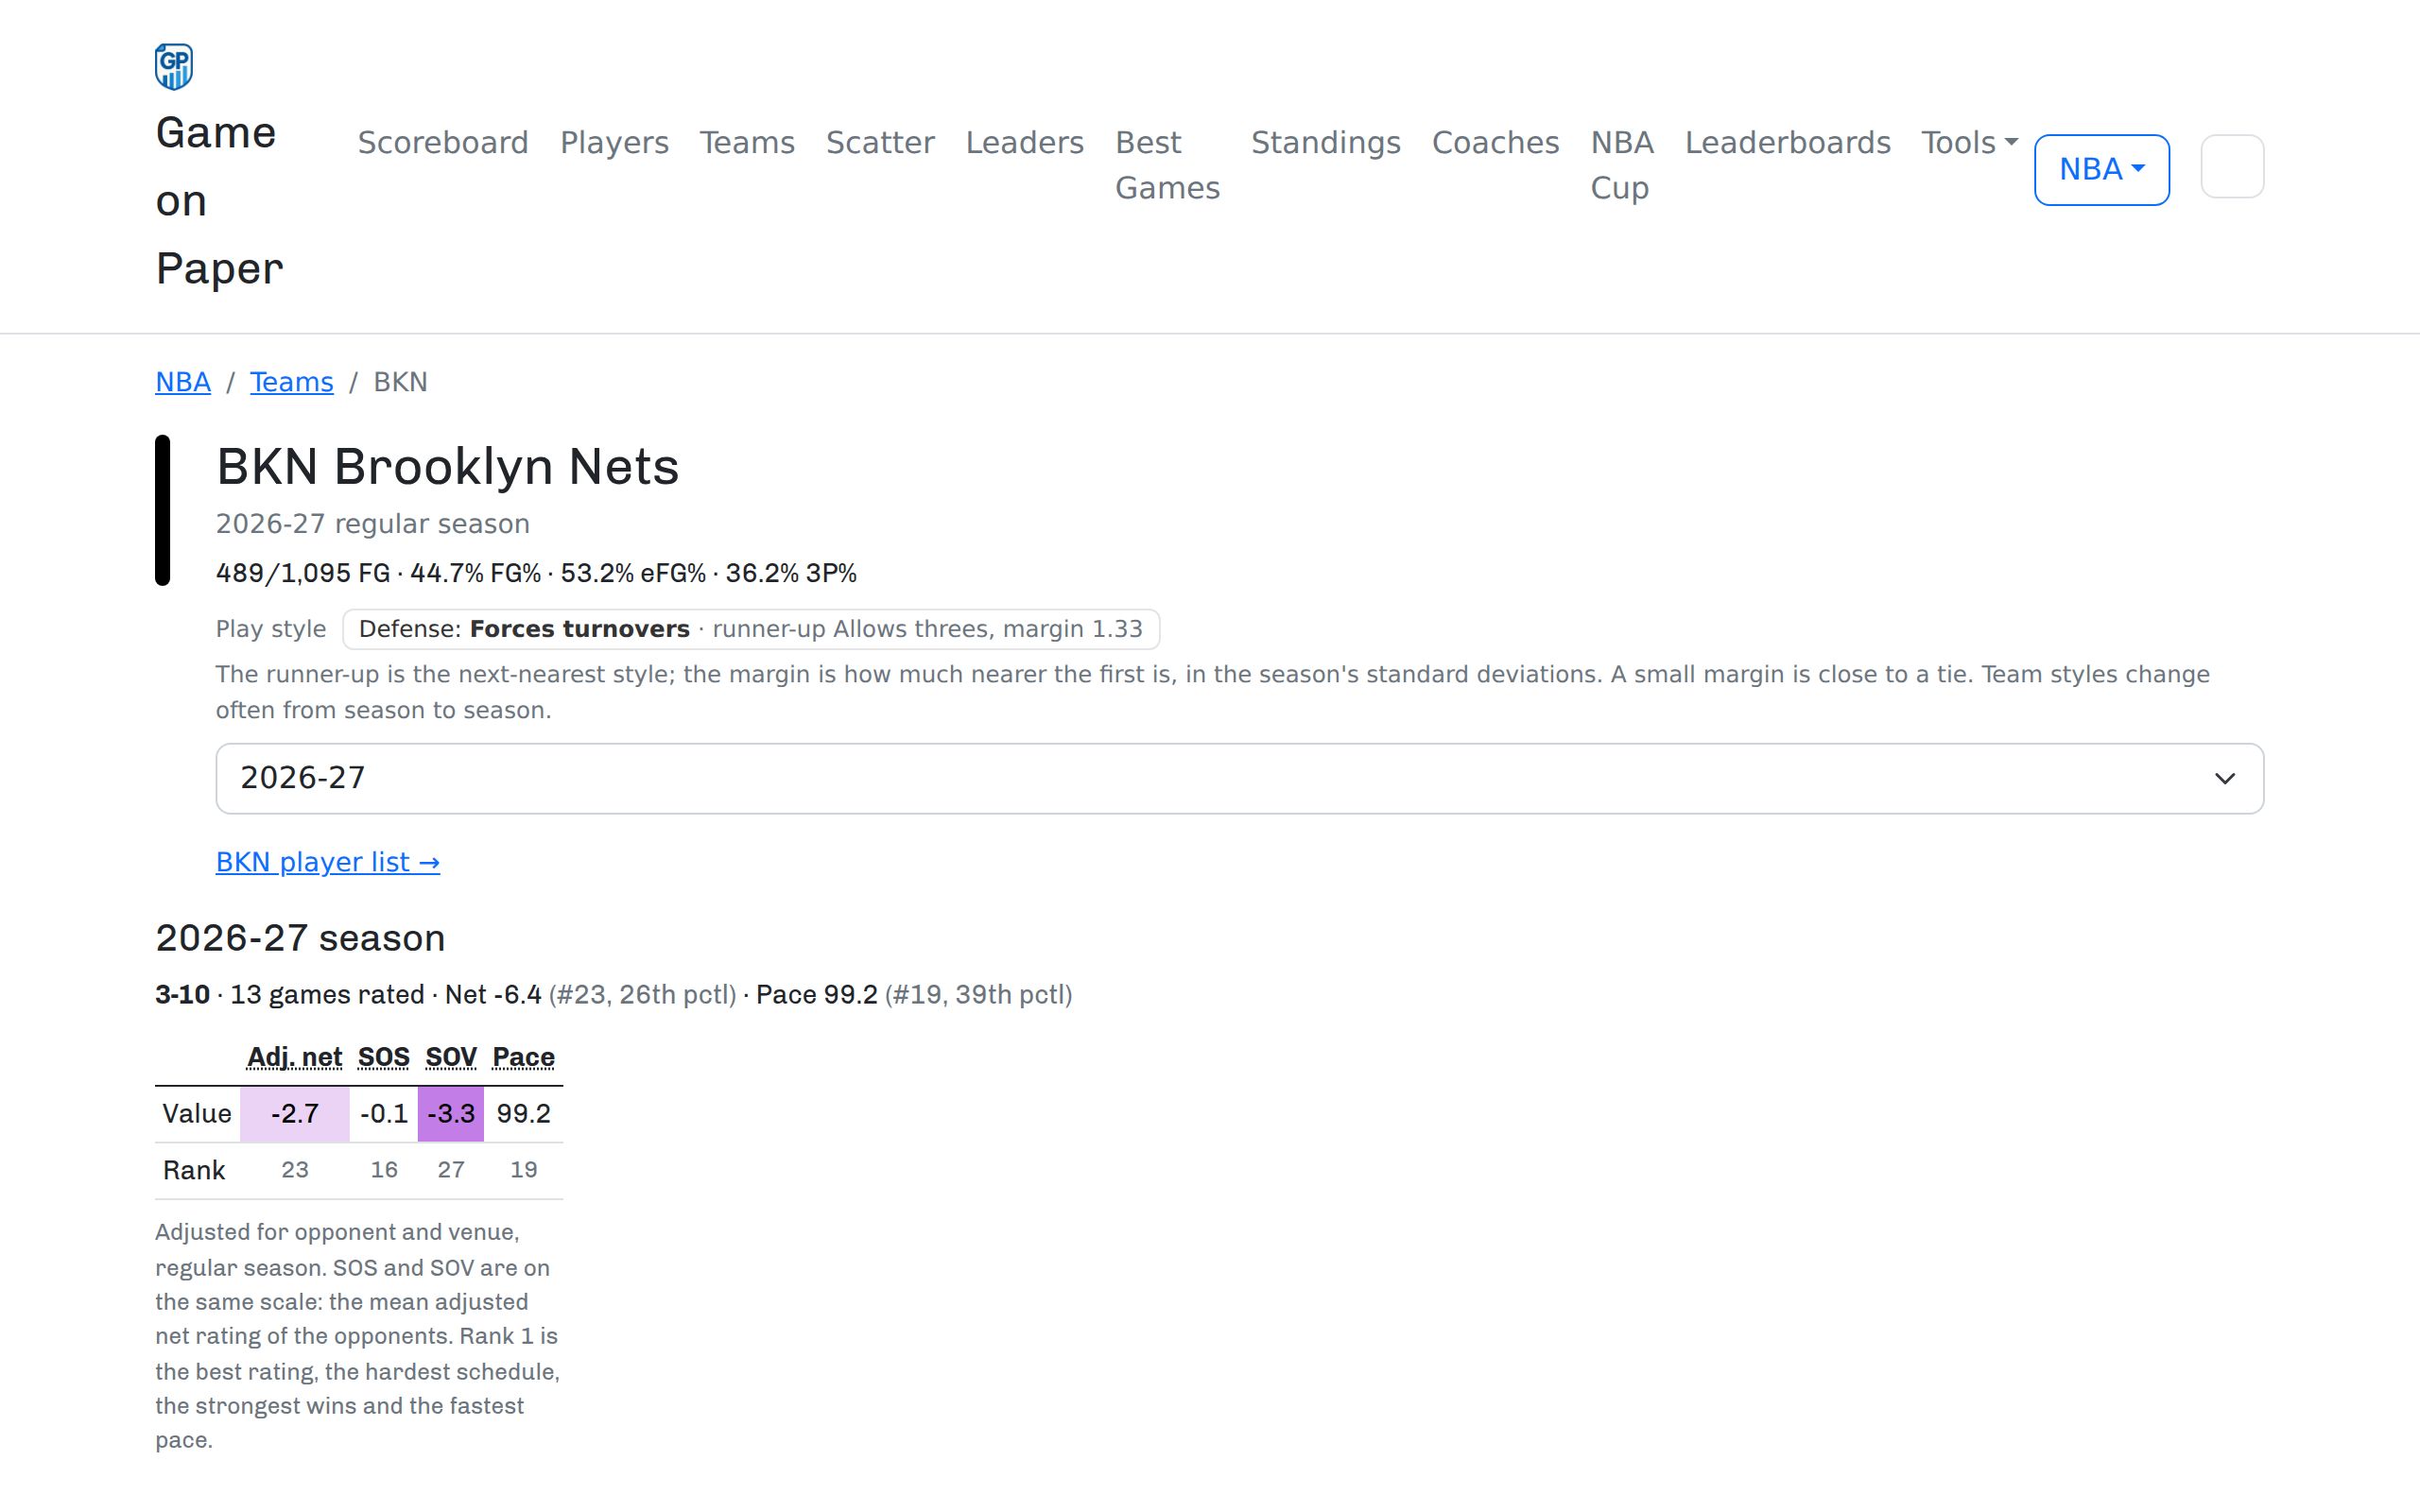 GP
Game
on
Paper
Scoreboard Players Teams Scatter Leaders Best Games Standings Coaches NBA Cup Leaderboards Tools NBA
NBA / Teams / BKN
BKN Brooklyn Nets
2026-27 regular season
489/1,095 FG · 44.7% FG% · 53.2% eFG% · 36.2% 3P%
Play style Defense: Forces turnovers · runner-up Allows threes, margin 1.33
The runner-up is the next-nearest style; the margin is how much nearer the first is, in the season's standard deviations. A small margin is close to a tie. Team styles change
often from season to season.
2026-27
BKN player list →
2026-27 season
3-10 · 13 games rated · Net -6.4 (#23, 26th pctl) · Pace 99.2 (#19, 39th pctl)
Adj. net SOS SOV Pace
Value -2.7 -0.1 -3.3 99.2
Rank 23 16 27 19
Adjusted for opponent and venue,
regular season. SOS and SOV are on
the same scale: the mean adjusted
net rating of the opponents. Rank 1 is
the best rating, the hardest schedule,
the strongest wins and the fastest
pace.